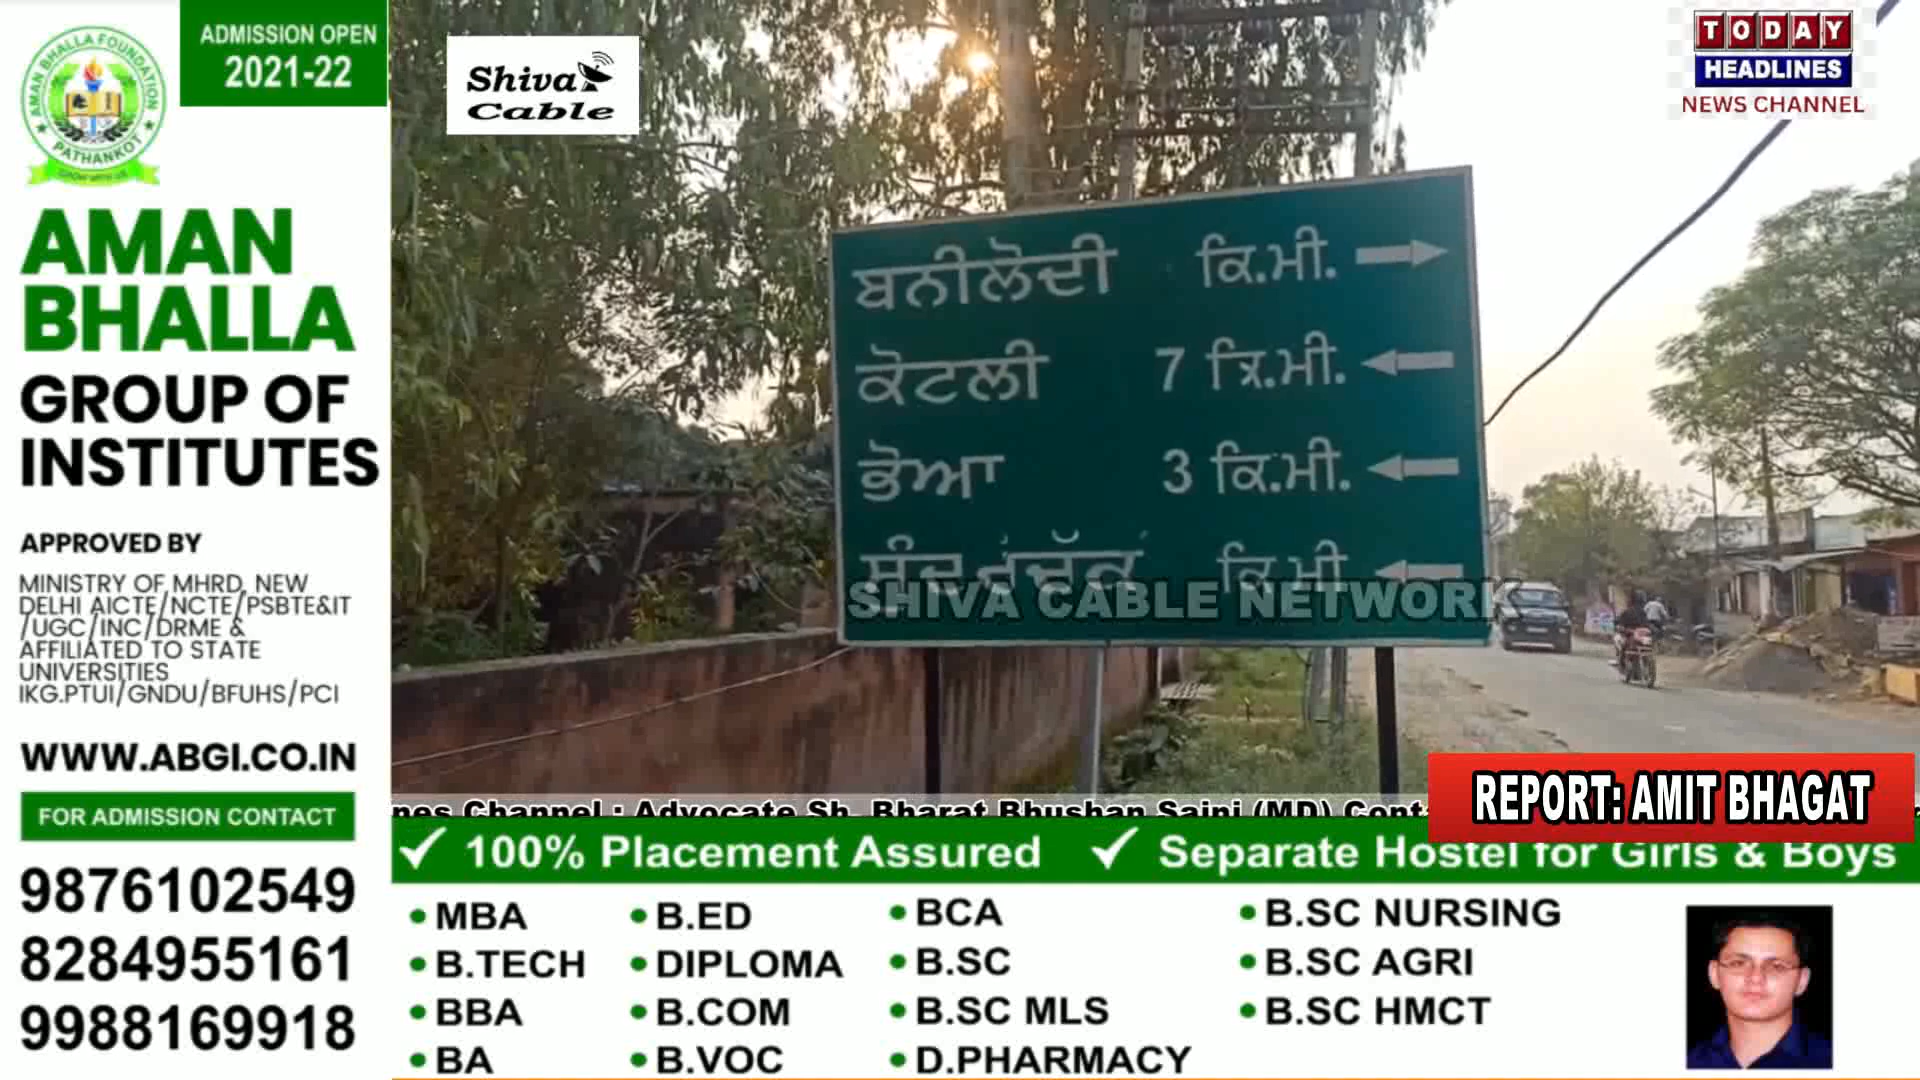 AMAN BHALLA FOUNDATION
PATHANKOT
GROW WITH US
ADMISSION OPEN
2021-22
AMAN
BHALLA
GROUP OF
INSTITUTES
APPROVED BY
MINISTRY OF MHRD, NEW
DELHI AICTE/NCTE/PSBTE&IT
/UGC/INC/DRME &
AFFILIATED TO STATE
UNIVERSITIES
IKG.PTUI/GNDU/BFUHS/PCI
WWW.ABGI.CO.IN
FOR ADMISSION CONTACT
9876102549
8284955161
9988169918
Shiva
Cable
TODAY
HEADLINES
NEWS CHANNEL
ਬਨੀਲੋਦੀ ਕਿ.ਮੀ.
ਕੋਟਲੀ 7 ਕਿ.ਮੀ.
ਭੋਆ 3 ਕਿ.ਮੀ.
ਕਿ.ਮੀ.
SHIVA CABLE NETWORK
Channel : Advocate Sh. Bharat Bhushan Saini (MD)
REPORT: AMIT BHAGAT
✓ 100% Placement Assured ✓ Separate Hostel for Girls & Boys
• MBA
• B.TECH
• BBA
• BA
• B.ED
• DIPLOMA
• B.COM
• B.VOC
• BCA
• B.SC
• B.SC MLS
• D.PHARMACY
• B.SC NURSING
• B.SC AGRI
• B.SC HMCT